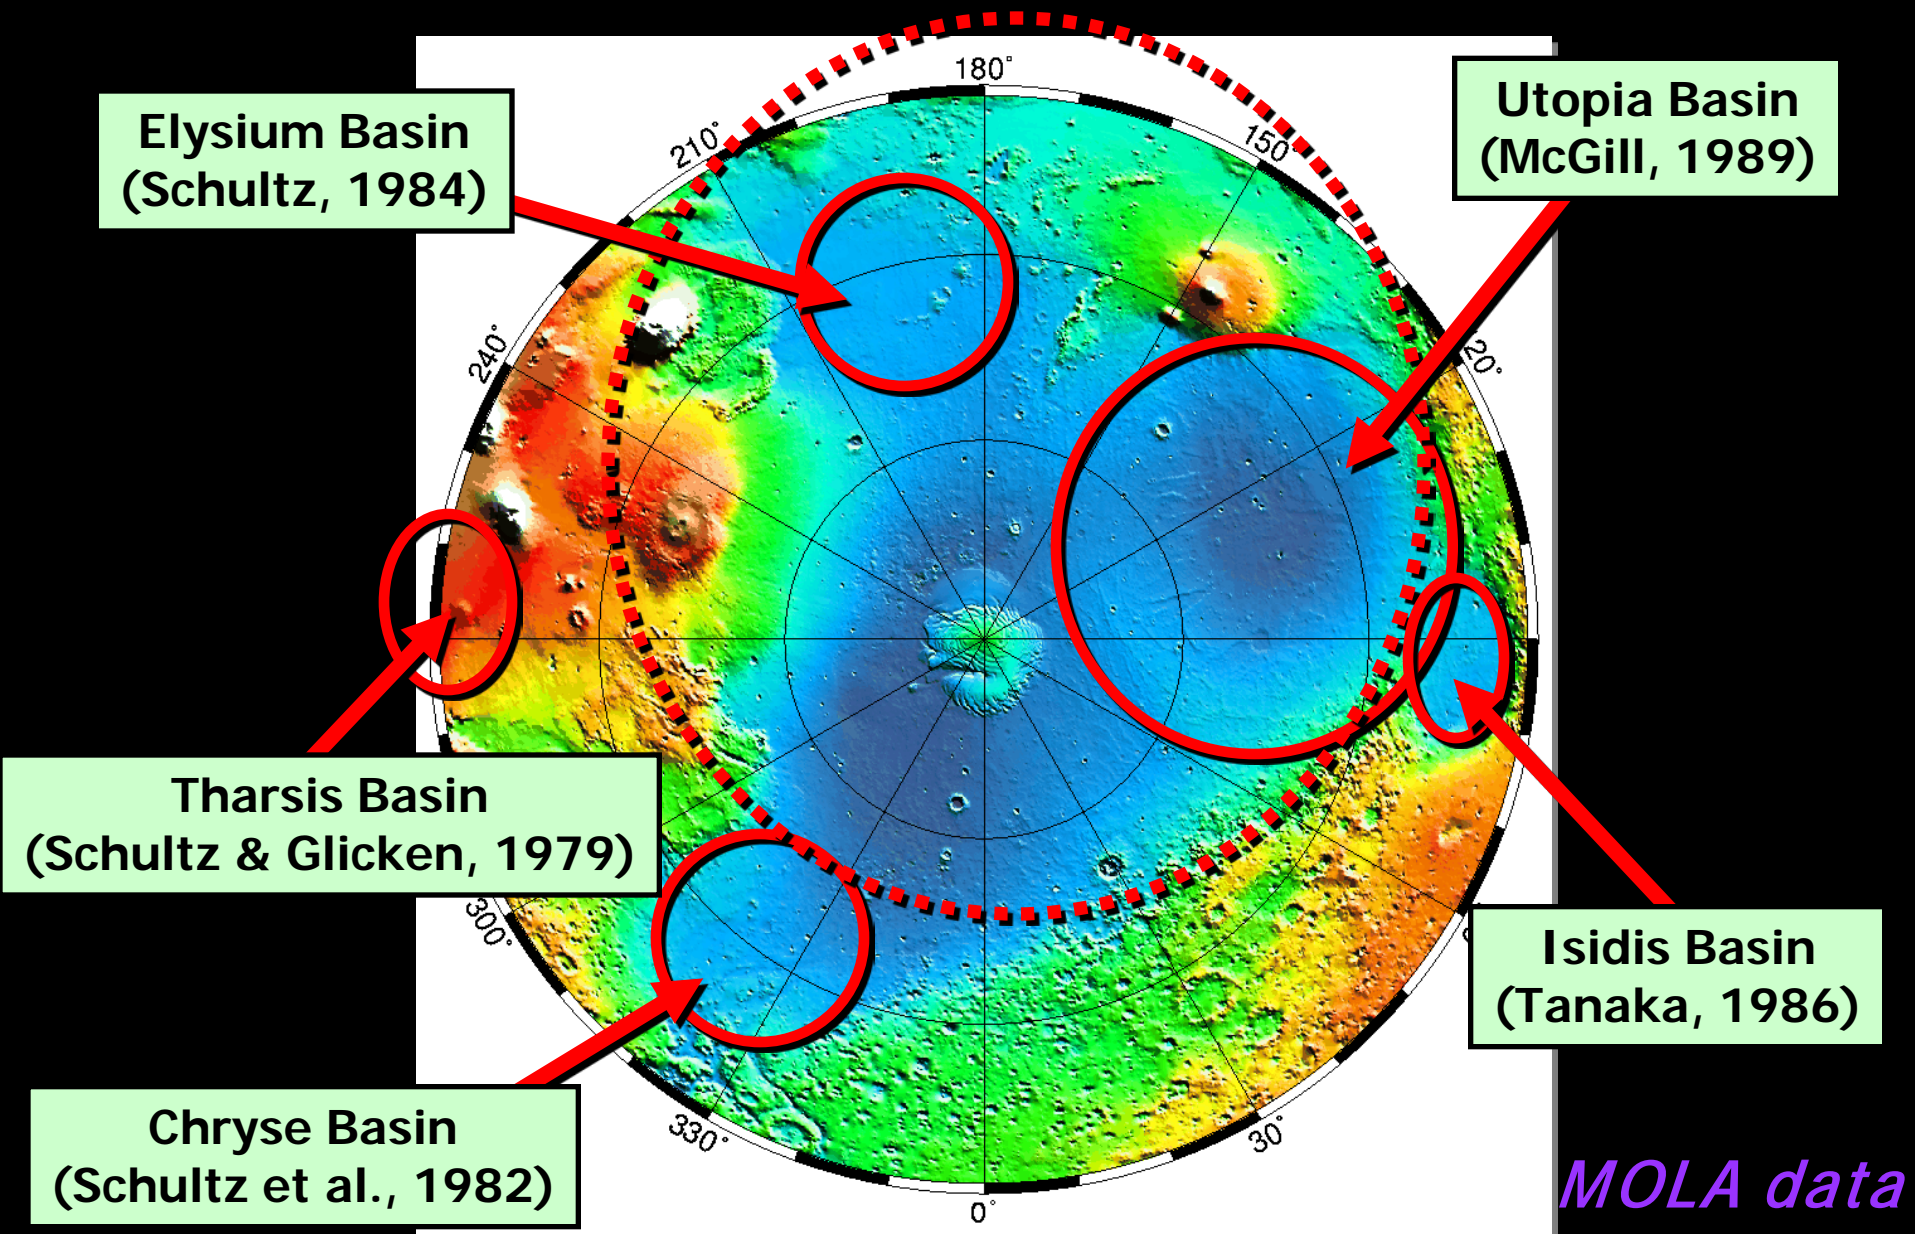 180°
Elysium Basin
(Schultz, 1984)
Utopia Basin
(McGill, 1989)
210°
150°
240°
20°
Tharsis Basin
(Schultz & Glicken, 1979)
300°
Isidis Basin
(Tanaka, 1986)
Chryse Basin
(Schultz et al., 1982)
330°
30°
0°
MOLA data